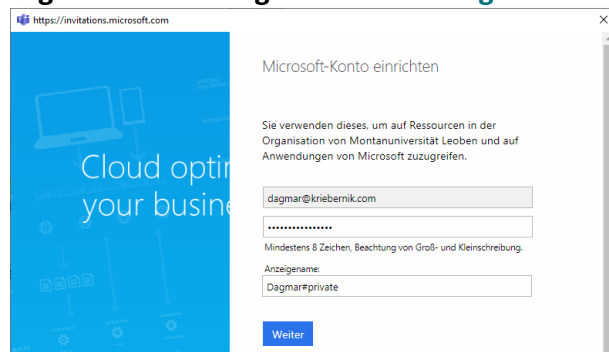 https://invitations.microsoft.com
Microsoft-Konto einrichten
Sie verwenden dieses, um auf Ressourcen in der
Organisation von Montanuniversität Leoben und auf
Anwendungen von Microsoft zuzugreifen.
Cloud optir
your busine
dagmar@kriebernik.com
••••••••••••••••
Mindestens 8 Zeichen, Beachtung von Groß- und Kleinschreibung.
Anzeigename:
Dagmar#private
Weiter